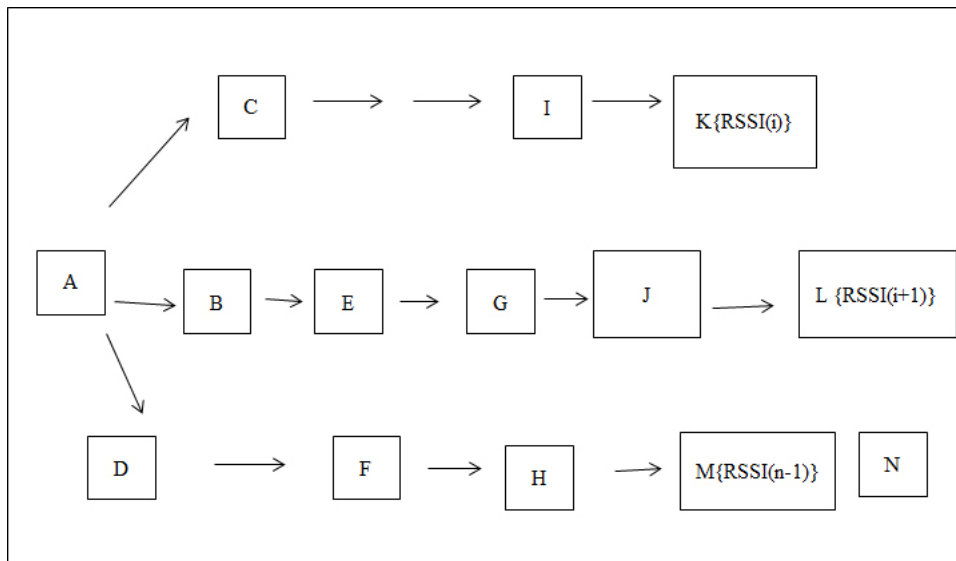 C
I
K{RSSI(i)}
A
B
E
G
J
L {RSSI(i+1)}
D
F
H
M{RSSI(n-1)}
N